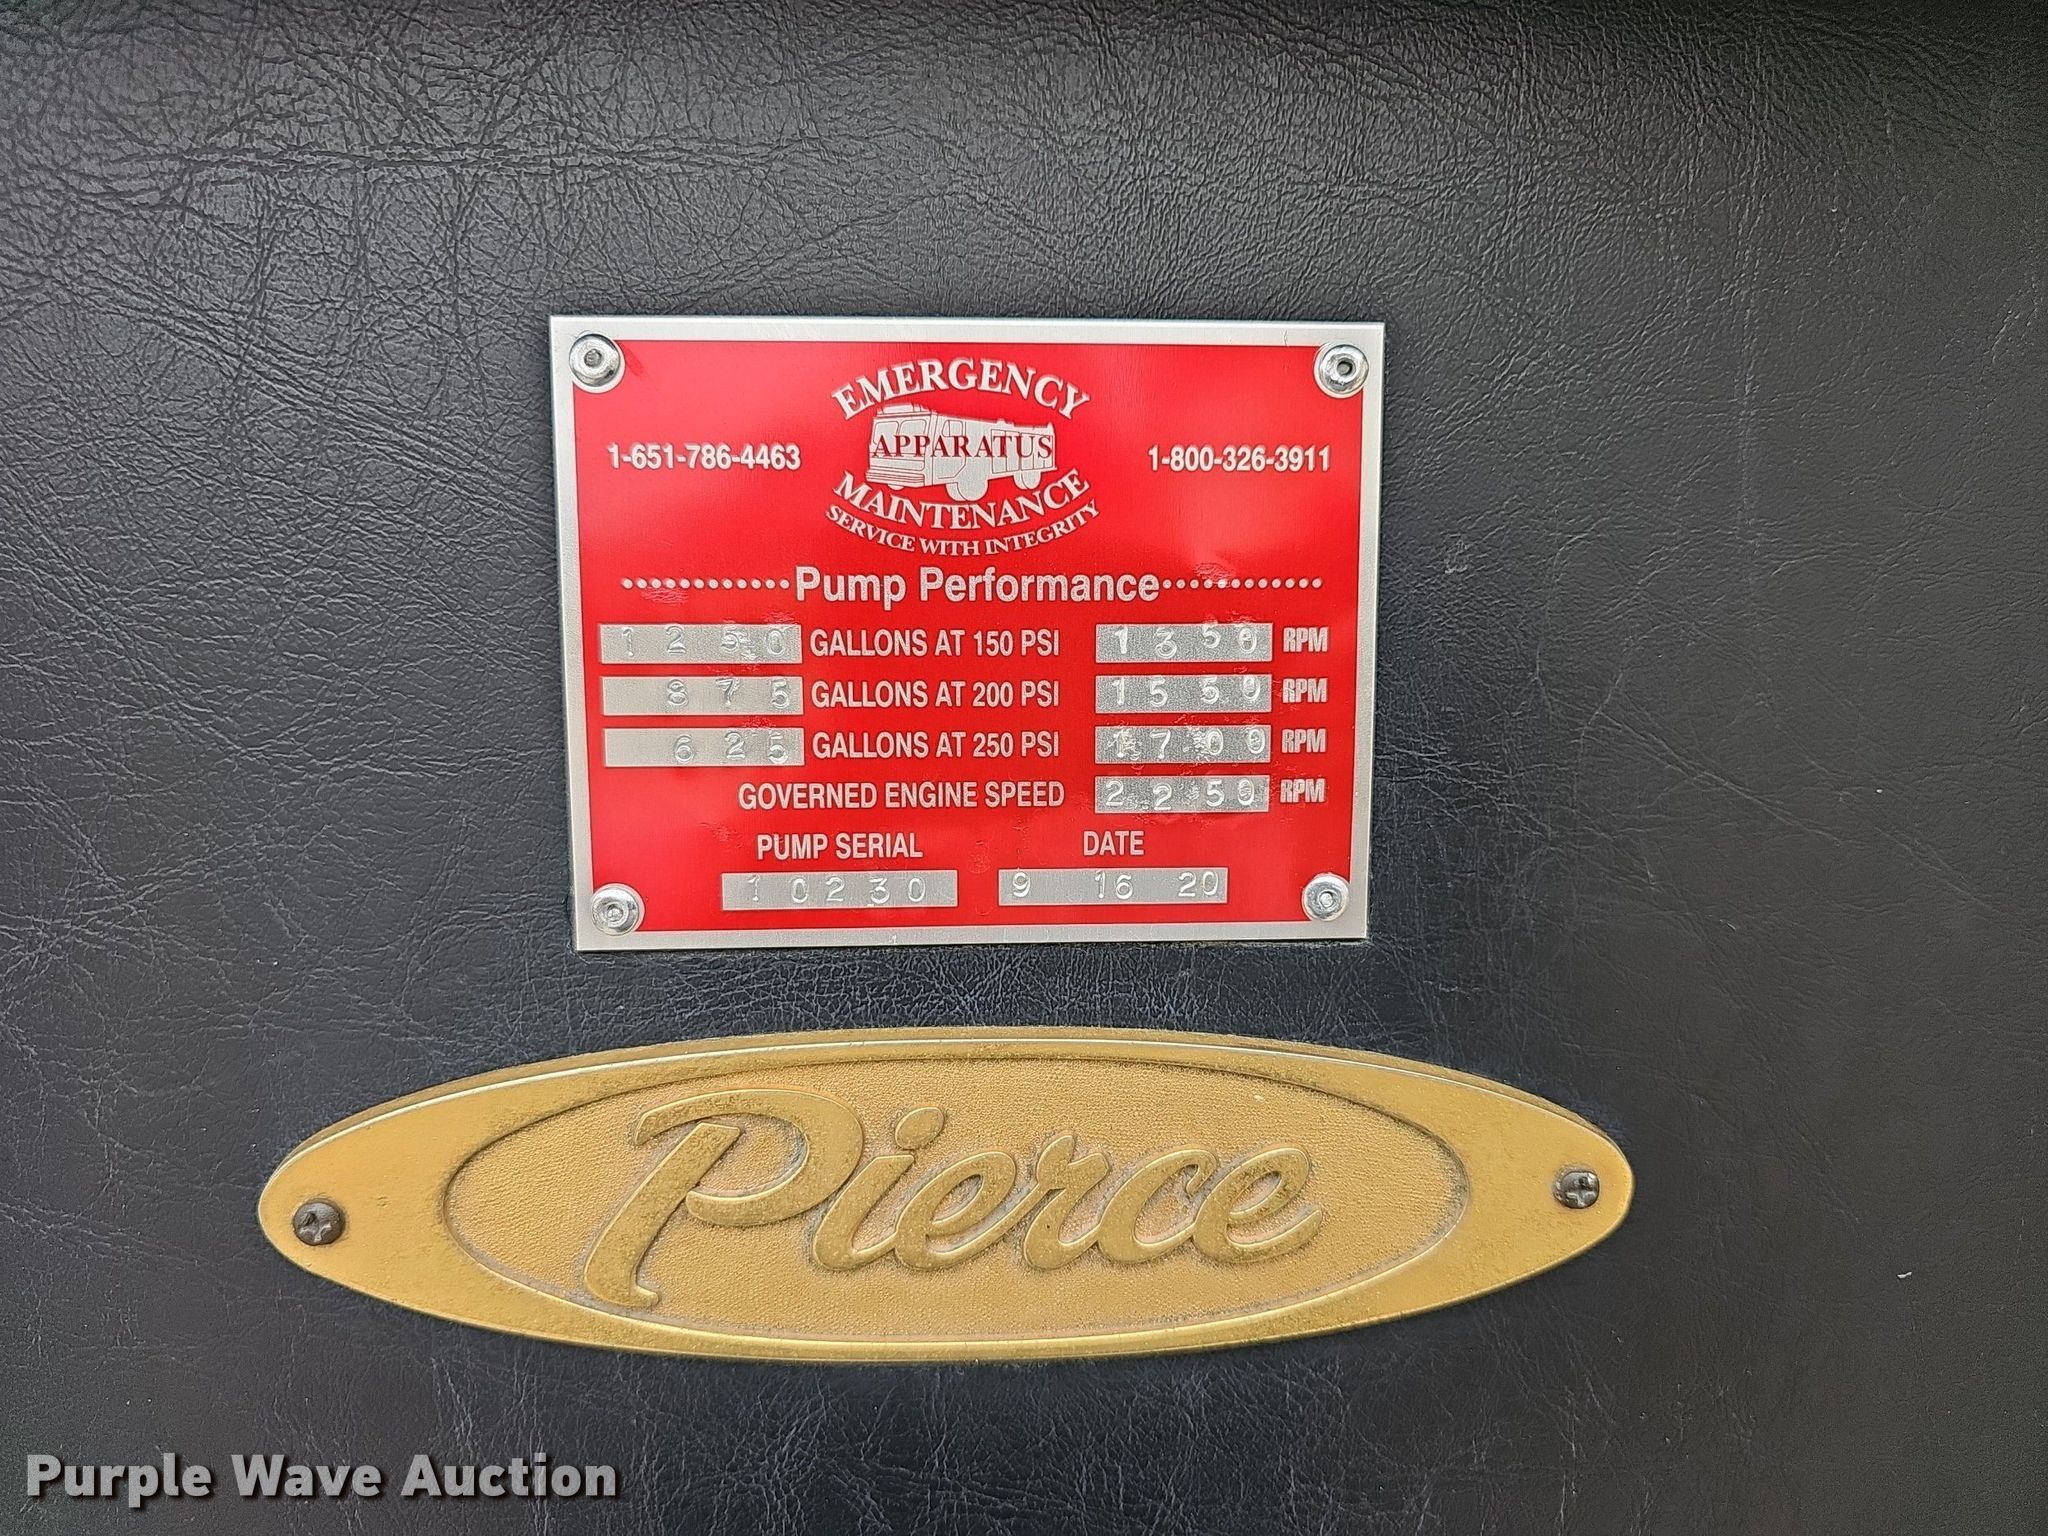 EMERGENCY
1-651-786-4463 APPARATUS 1-800-326-3911
MAINTENANCE
SERVICE WITH INTEGRITY
Pump Performance
1250 GALLONS AT 150 PSI 1350 RPM
875 GALLONS AT 200 PSI 1550 RPM
625 GALLONS AT 250 PSI 1700 RPM
GOVERNED ENGINE SPEED 2250 RPM
PUMP SERIAL DATE
10230 9 16 20
Pierce
Purple Wave Auction